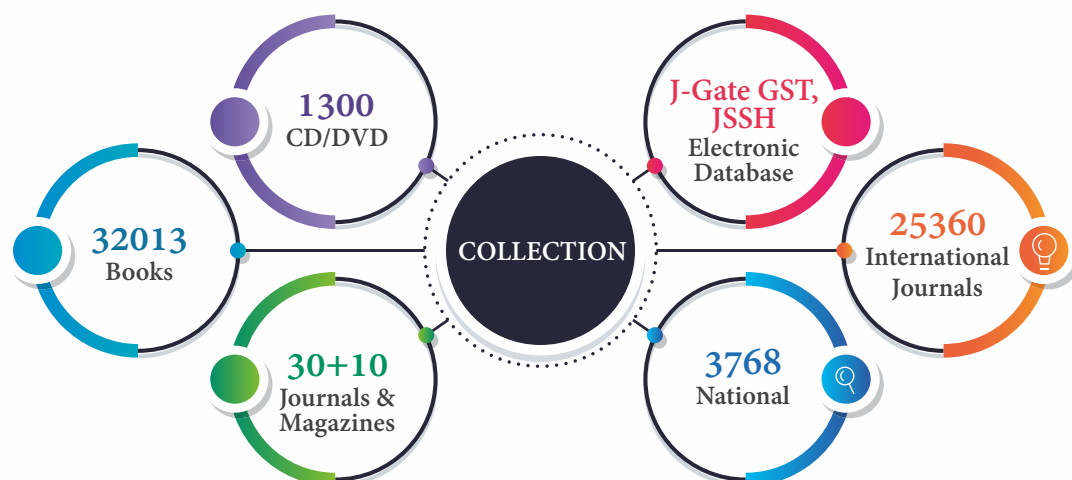 1300
CD/DVD
J-Gate GST,
JSSH
Electronic
Database
32013
Books
COLLECTION
25360
International
Journals
30+10
Journals &
Magazines
3768
National